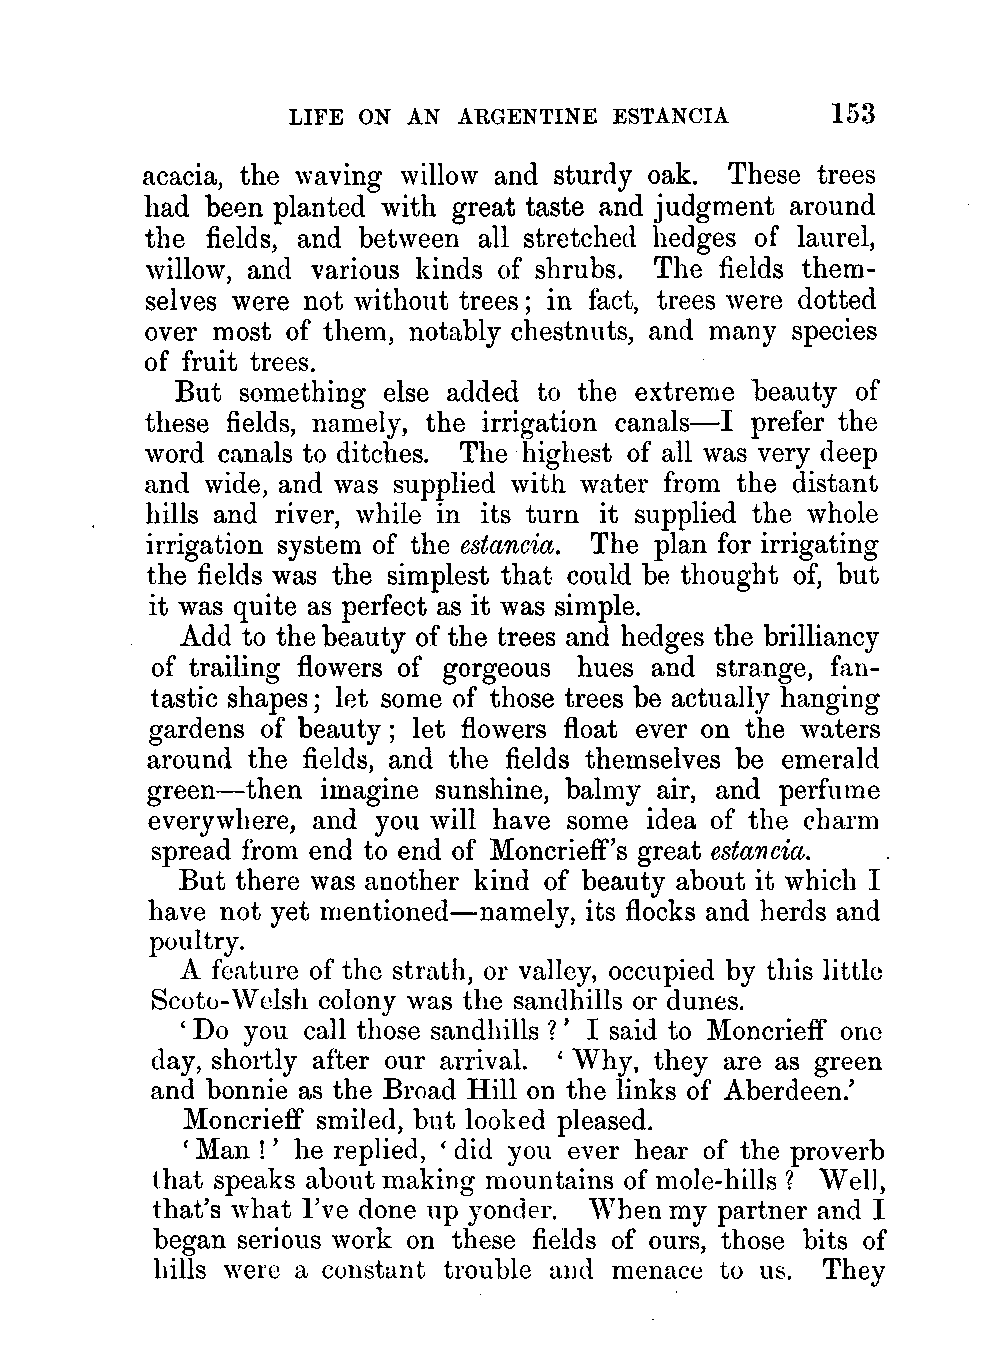 LIFE ON AN ARGENTINE ESTANCIA 153
acacia, the waving willow and sturdy oak. These trees
had been planted with great taste and judgment around
the fields, and between all stretched hedges of laurel,
willow, and various kinds of shrubs. The fields them-
selves were not without trees; in fact, trees were dotted
over most of them, notably chestnuts, and many species
of fruit trees.
But something else added to the extreme beauty of
these fields, namely, the irrigation canals—I prefer the
word canals to ditches. The highest of all was very deep
and wide, and was supplied with water from the distant
hills and river, while in its turn it supplied the whole
irrigation system of the estancia. The plan for irrigating
the fields was the simplest that could be thought of, but
it was quite as perfect as it was simple.
Add to the beauty of the trees and hedges the brilliancy
of trailing flowers of gorgeous hues and strange, fan-
tastic shapes; let some of those trees be actually hanging
gardens of beauty; let flowers float ever on the waters
around the fields, and the fields themselves be emerald
green—then imagine sunshine, balmy air, and perfume
everywhere, and you will have some idea of the charm
spread from end to end of Moncrieff's great estancia.
But there was another kind of beauty about it which I
have not yet mentioned—namely, its flocks and herds and
poultry.
A feature of the strath, or valley, occupied by this little
Scoto-Welsh colony was the sandhills or dunes.
‘Do you call those sandhills?’ I said to Moncrieff one
day, shortly after our arrival. ‘Why, they are as green
and bonnie as the Broad Hill on the links of Aberdeen.’
Moncrieff smiled, but looked pleased.
‘Man!’ he replied, ‘did you ever hear of the proverb
that speaks about making mountains of mole-hills? Well,
that's what I've done up yonder. When my partner and I
began serious work on these fields of ours, those bits of
hills were a constant trouble and menace to us. They